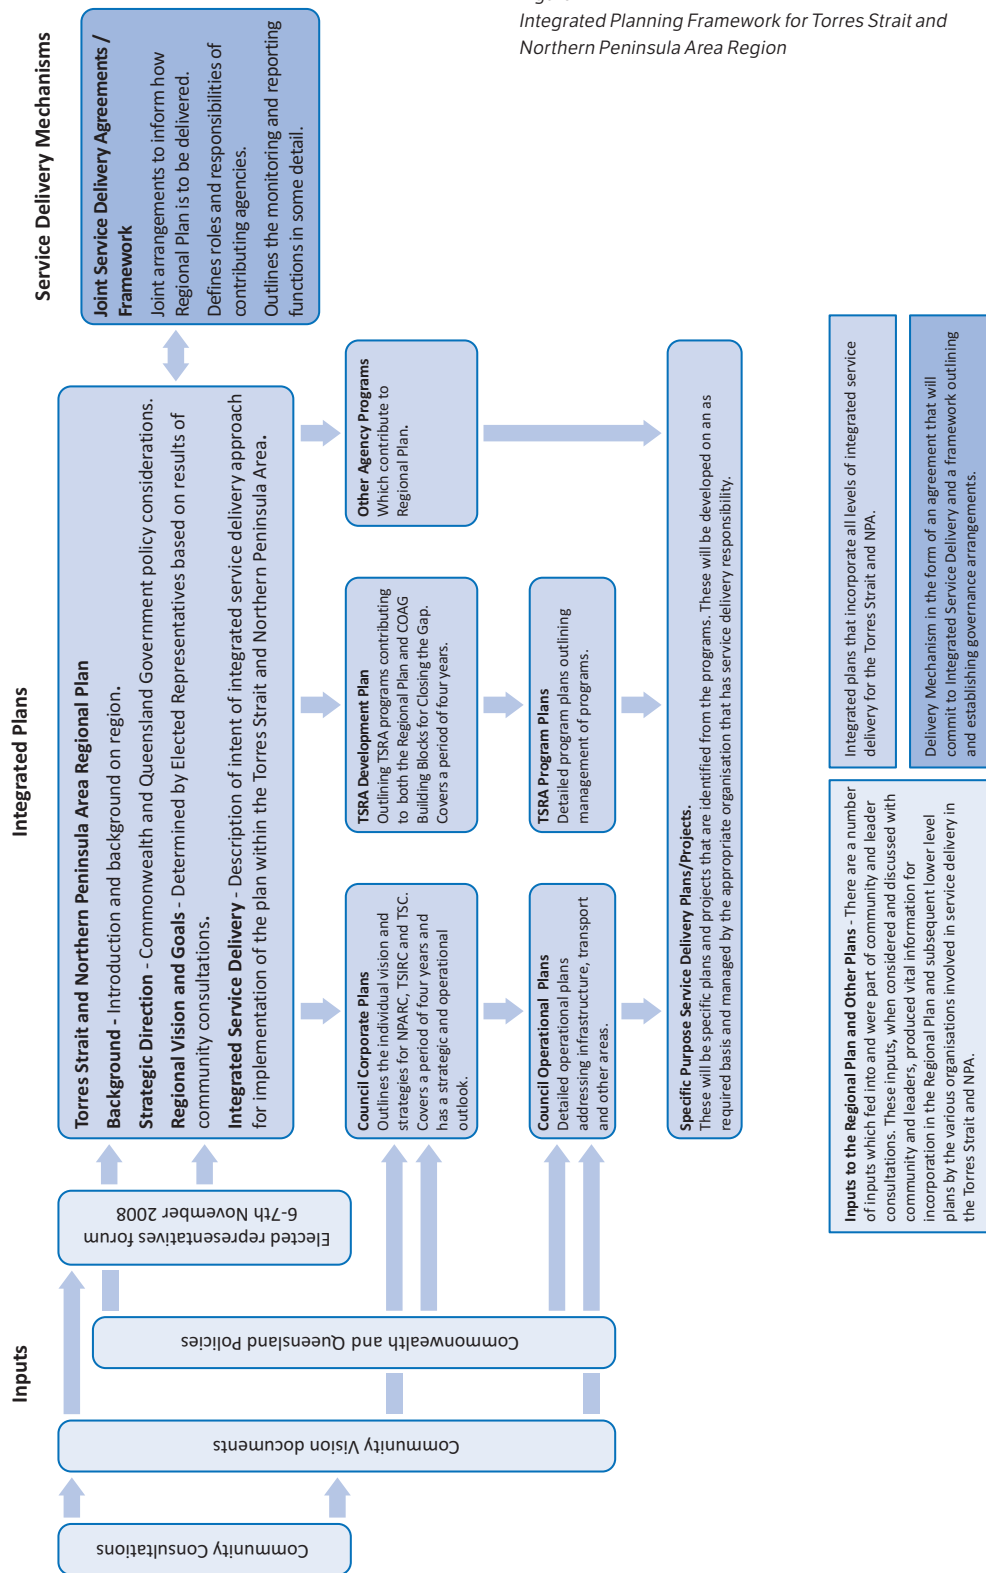 Integrated Planning Framework for Torres Strait and
Northern Peninsula Area Region
Inputs
Integrated Plans
Service Delivery Mechanisms
Community Consultations
Community Vision documents
Commonwealth and Queensland Policies
Elected representatives forum
6-7th November 2008
Torres Strait and Northern Peninsula Area Regional Plan
Background - Introduction and background on region.
Strategic Direction - Commonwealth and Queensland Government policy considerations.
Regional Vision and Goals - Determined by Elected Representatives based on results of
community consultations.
Integrated Service Delivery - Description of intent of integrated service delivery approach
for implementation of the plan within the Torres Strait and Northern Peninsula Area.
Joint Service Delivery Agreements /
Framework
Joint arrangements to inform how
Regional Plan is to be delivered.
Defines roles and responsibilities of
contributing agencies.
Outlines the monitoring and reporting
functions in some detail.
Council Corporate Plans
Outlines the individual vision and
strategies for NPARC, TSIRC and TSC.
Covers a period of four years and
has a strategic and operational
outlook.
TSRA Development Plan
Outlining TSRA programs contributing
to both the Regional Plan and COAG
Building Blocks for Closing the Gap.
Covers a period of four years.
Other Agency Programs
Which contribute to
Regional Plan.
Council Operational Plans
Detailed operational plans
addressing infrastructure, transport
and other areas.
TSRA Program Plans
Detailed program plans outlining
management of programs.
Specific Purpose Service Delivery Plans/Projects.
These will be specific plans and projects that are identified from the programs. These will be developed on an as
required basis and managed by the appropriate organisation that has service delivery responsibility.
Inputs to the Regional Plan and Other Plans - There are a number
of inputs which fed into and were part of community and leader
consultations. These inputs, when considered and discussed with
community and leaders, produced vital information for
incorporation in the Regional Plan and subsequent lower level
plans by the various organisations involved in service delivery in
the Torres Strait and NPA.
Integrated plans that incorporate all levels of integrated service
delivery for the Torres Strait and NPA.
Delivery Mechanism in the form of an agreement that will
commit to Integrated Service Delivery and a framework outlining
and establishing governance arrangements.